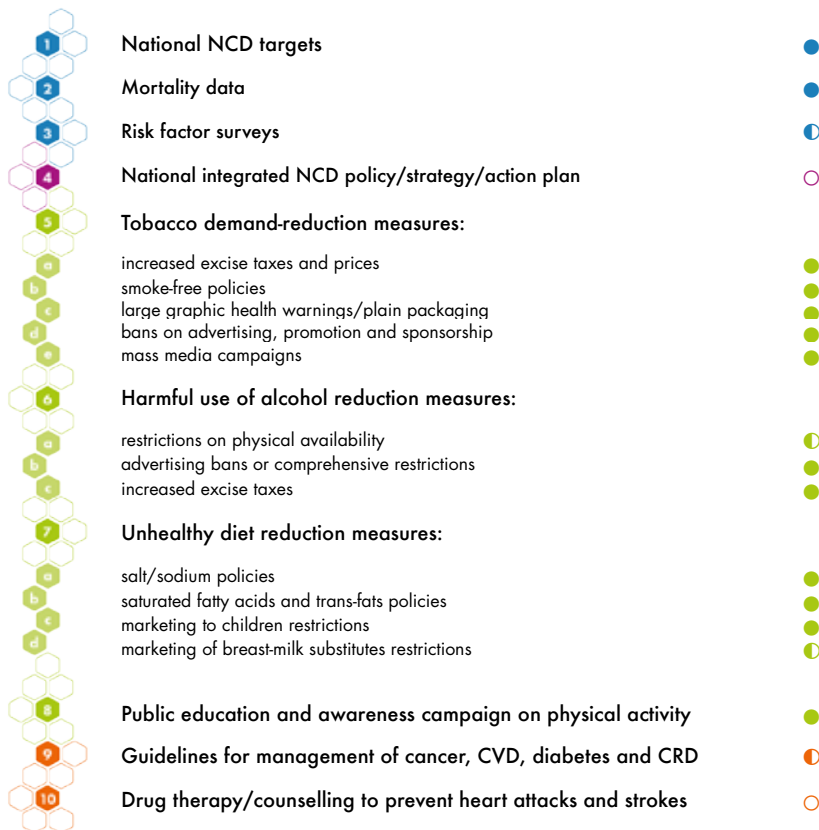 1 National NCD targets
2 Mortality data
3 Risk factor surveys
4 National integrated NCD policy/strategy/action plan
5 Tobacco demand-reduction measures:
a increased excise taxes and prices
b smoke-free policies
c large graphic health warnings/plain packaging
d bans on advertising, promotion and sponsorship
e mass media campaigns
6 Harmful use of alcohol reduction measures:
a restrictions on physical availability
b advertising bans or comprehensive restrictions
c increased excise taxes
7 Unhealthy diet reduction measures:
a salt/sodium policies
b saturated fatty acids and trans-fats policies
c marketing to children restrictions
d marketing of breast-milk substitutes restrictions
8 Public education and awareness campaign on physical activity
9 Guidelines for management of cancer, CVD, diabetes and CRD
10 Drug therapy/counselling to prevent heart attacks and strokes